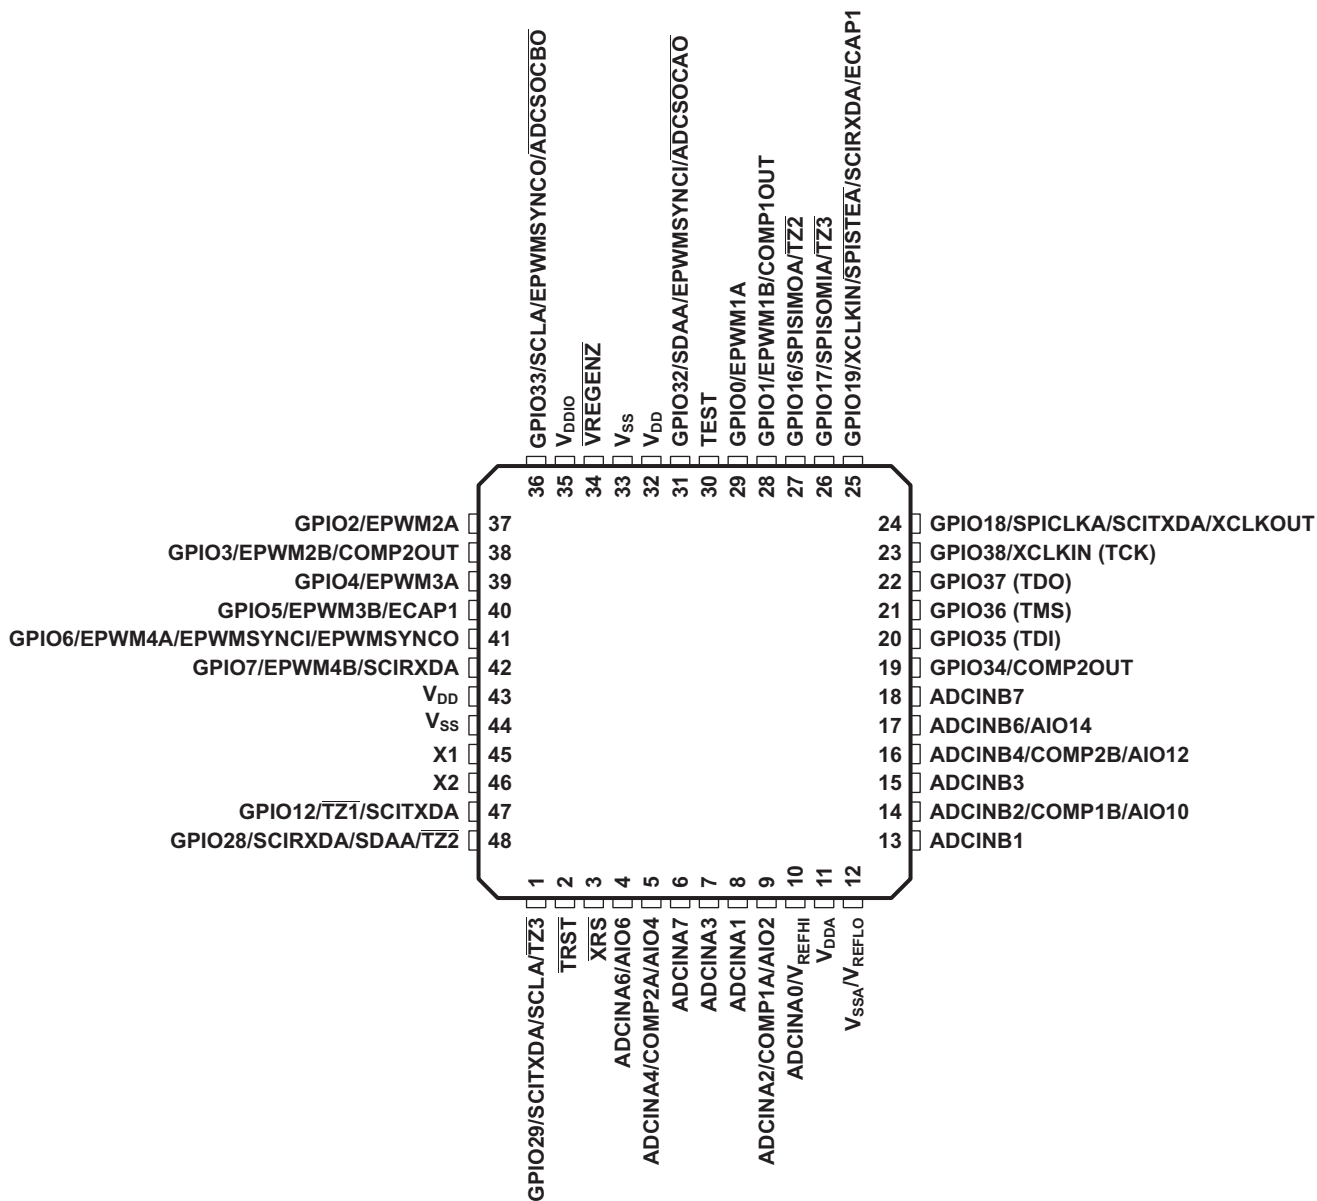 GPIO33/SCLA/EPWMSYNCO/ADCSOCBO
VDDIO
VREGENZ
VSS
VDD
GPIO32/SDAA/EPWMSYNCI/ADCSOCAO
TEST
GPIO0/EPWM1A
GPIO1/EPWM1B/COMP1OUT
GPIO16/SPISIMOA/TZ2
GPIO17/SPISOMIA/TZ3
GPIO19/XCLKIN/SPISTEA/SCIRXDA/ECAP1
36 35 34 33 32 31 30 29 28 27 26 25
GPIO2/EPWM2A 37
GPIO3/EPWM2B/COMP2OUT 38
GPIO4/EPWM3A 39
GPIO5/EPWM3B/ECAP1 40
GPIO6/EPWM4A/EPWMSYNCI/EPWMSYNCO 41
GPIO7/EPWM4B/SCIRXDA 42
VDD 43
VSS 44
X1 45
X2 46
GPIO12/TZ1/SCITXDA 47
GPIO28/SCIRXDA/SDAA/TZ2 48
24 GPIO18/SPICLKA/SCITXDA/XCLKOUT
23 GPIO38/XCLKIN (TCK)
22 GPIO37 (TDO)
21 GPIO36 (TMS)
20 GPIO35 (TDI)
19 GPIO34/COMP2OUT
18 ADCINB7
17 ADCINB6/AIO14
16 ADCINB4/COMP2B/AIO12
15 ADCINB3
14 ADCINB2/COMP1B/AIO10
13 ADCINB1
1 2 3 4 5 6 7 8 9 10 11 12
GPIO29/SCITXDA/SCLA/TZ3
TRST
XRS
ADCINA6/AIO6
ADCINA4/COMP2A/AIO4
ADCINA7
ADCINA3
ADCINA1
ADCINA2/COMP1A/AIO2
ADCINA0/VREFHI
VDDA
VSSA/VREFLO